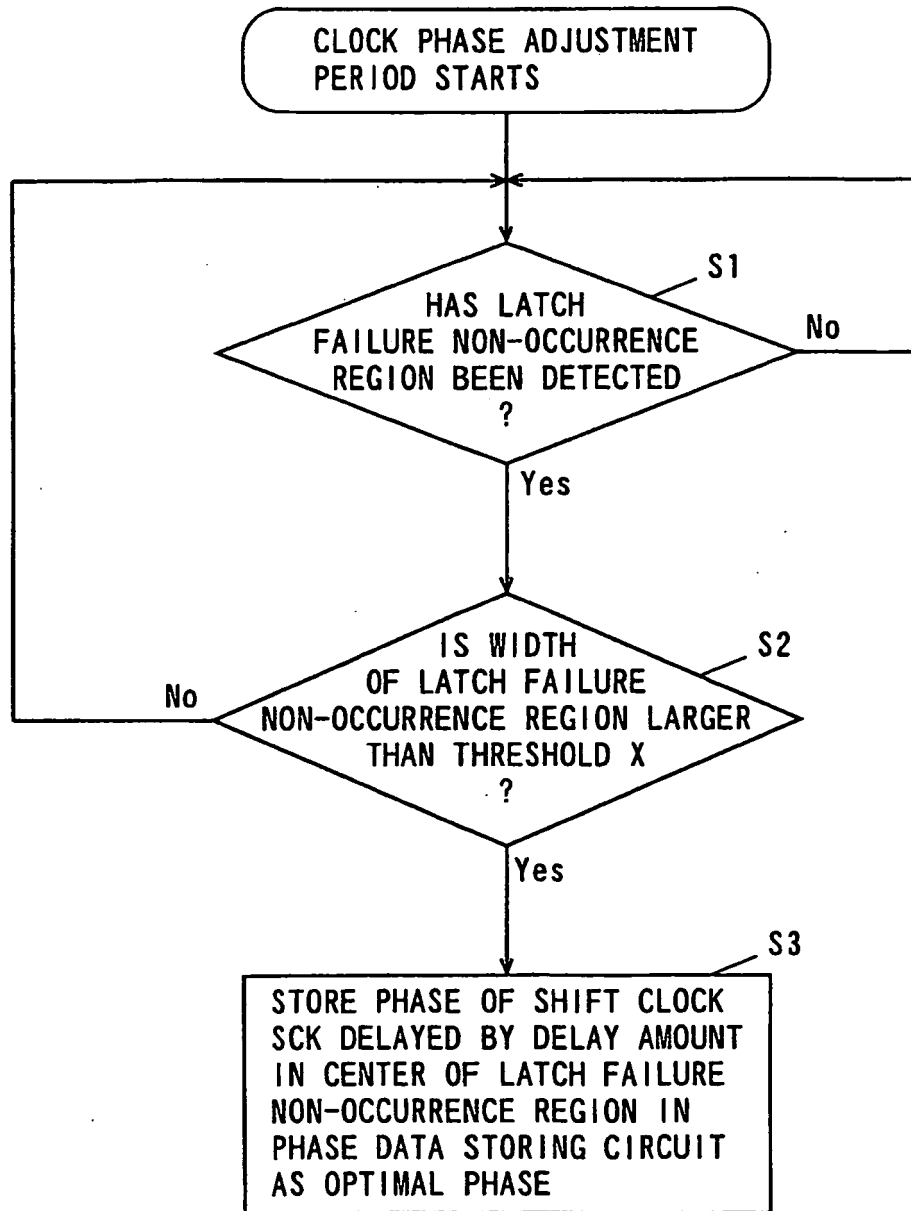 CLOCK PHASE ADJUSTMENT
PERIOD STARTS
S1
HAS LATCH
FAILURE NON-OCCURRENCE
REGION BEEN DETECTED
?
No
Yes
S2
IS WIDTH
OF LATCH FAILURE
NON-OCCURRENCE REGION LARGER
THAN THRESHOLD X
?
No
Yes
S3
STORE PHASE OF SHIFT CLOCK
SCK DELAYED BY DELAY AMOUNT
IN CENTER OF LATCH FAILURE
NON-OCCURRENCE REGION IN
PHASE DATA STORING CIRCUIT
AS OPTIMAL PHASE